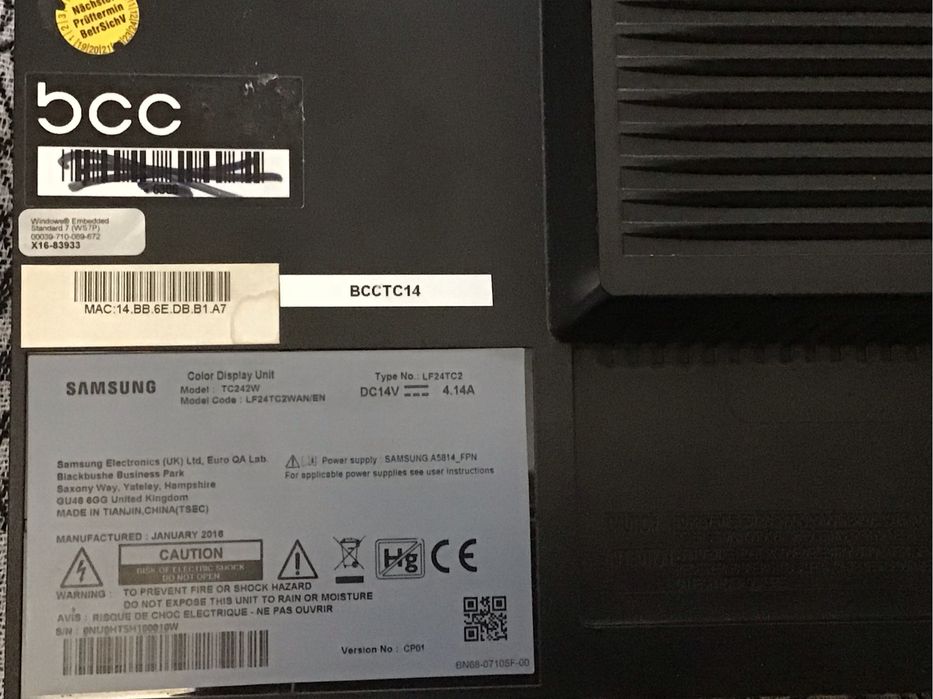 Nächste
Prüftermin
BetrSichV
bcc
Windows® Embedded
Standard 7 (WS7P)
00039-710-089-672
X16-83933
MAC:14.BB.6E.DB.B1.A7
BCCTC14
SAMSUNG
Color Display Unit
Model : TC242W
Model Code : LF24TC2WAN/EN
Type No.: LF24TC2
DC14V 4.14A
Samsung Electronics (UK) Ltd, Euro QA Lab.
Blackbushe Business Park
Saxony Way, Yateley, Hampshire
GU46 6GG United Kingdom
MADE IN TIANJIN,CHINA(TSEC)
Power supply : SAMSUNG A5814_FPN
For applicable power supplies see user instructions
MANUFACTURED : JANUARY 2016
CAUTION
RISK OF ELECTRIC SHOCK
DO NOT OPEN
Hg
CE
WARNING : TO PREVENT FIRE OR SHOCK HAZARD
DO NOT EXPOSE THIS UNIT TO RAIN OR MOISTURE
AVIS : RISQUE DE CHOC ELECTRIQUE - NE PAS OUVRIR
S/N :
Version No : CP01
BN68-07105F-00